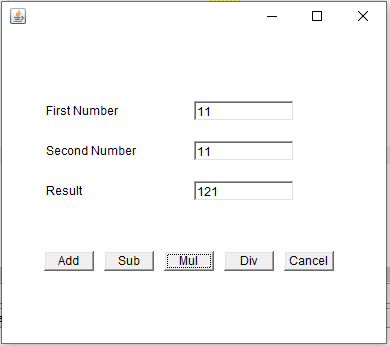 First Number 11
Second Number 11
Result 121
Add Sub Mul Div Cancel